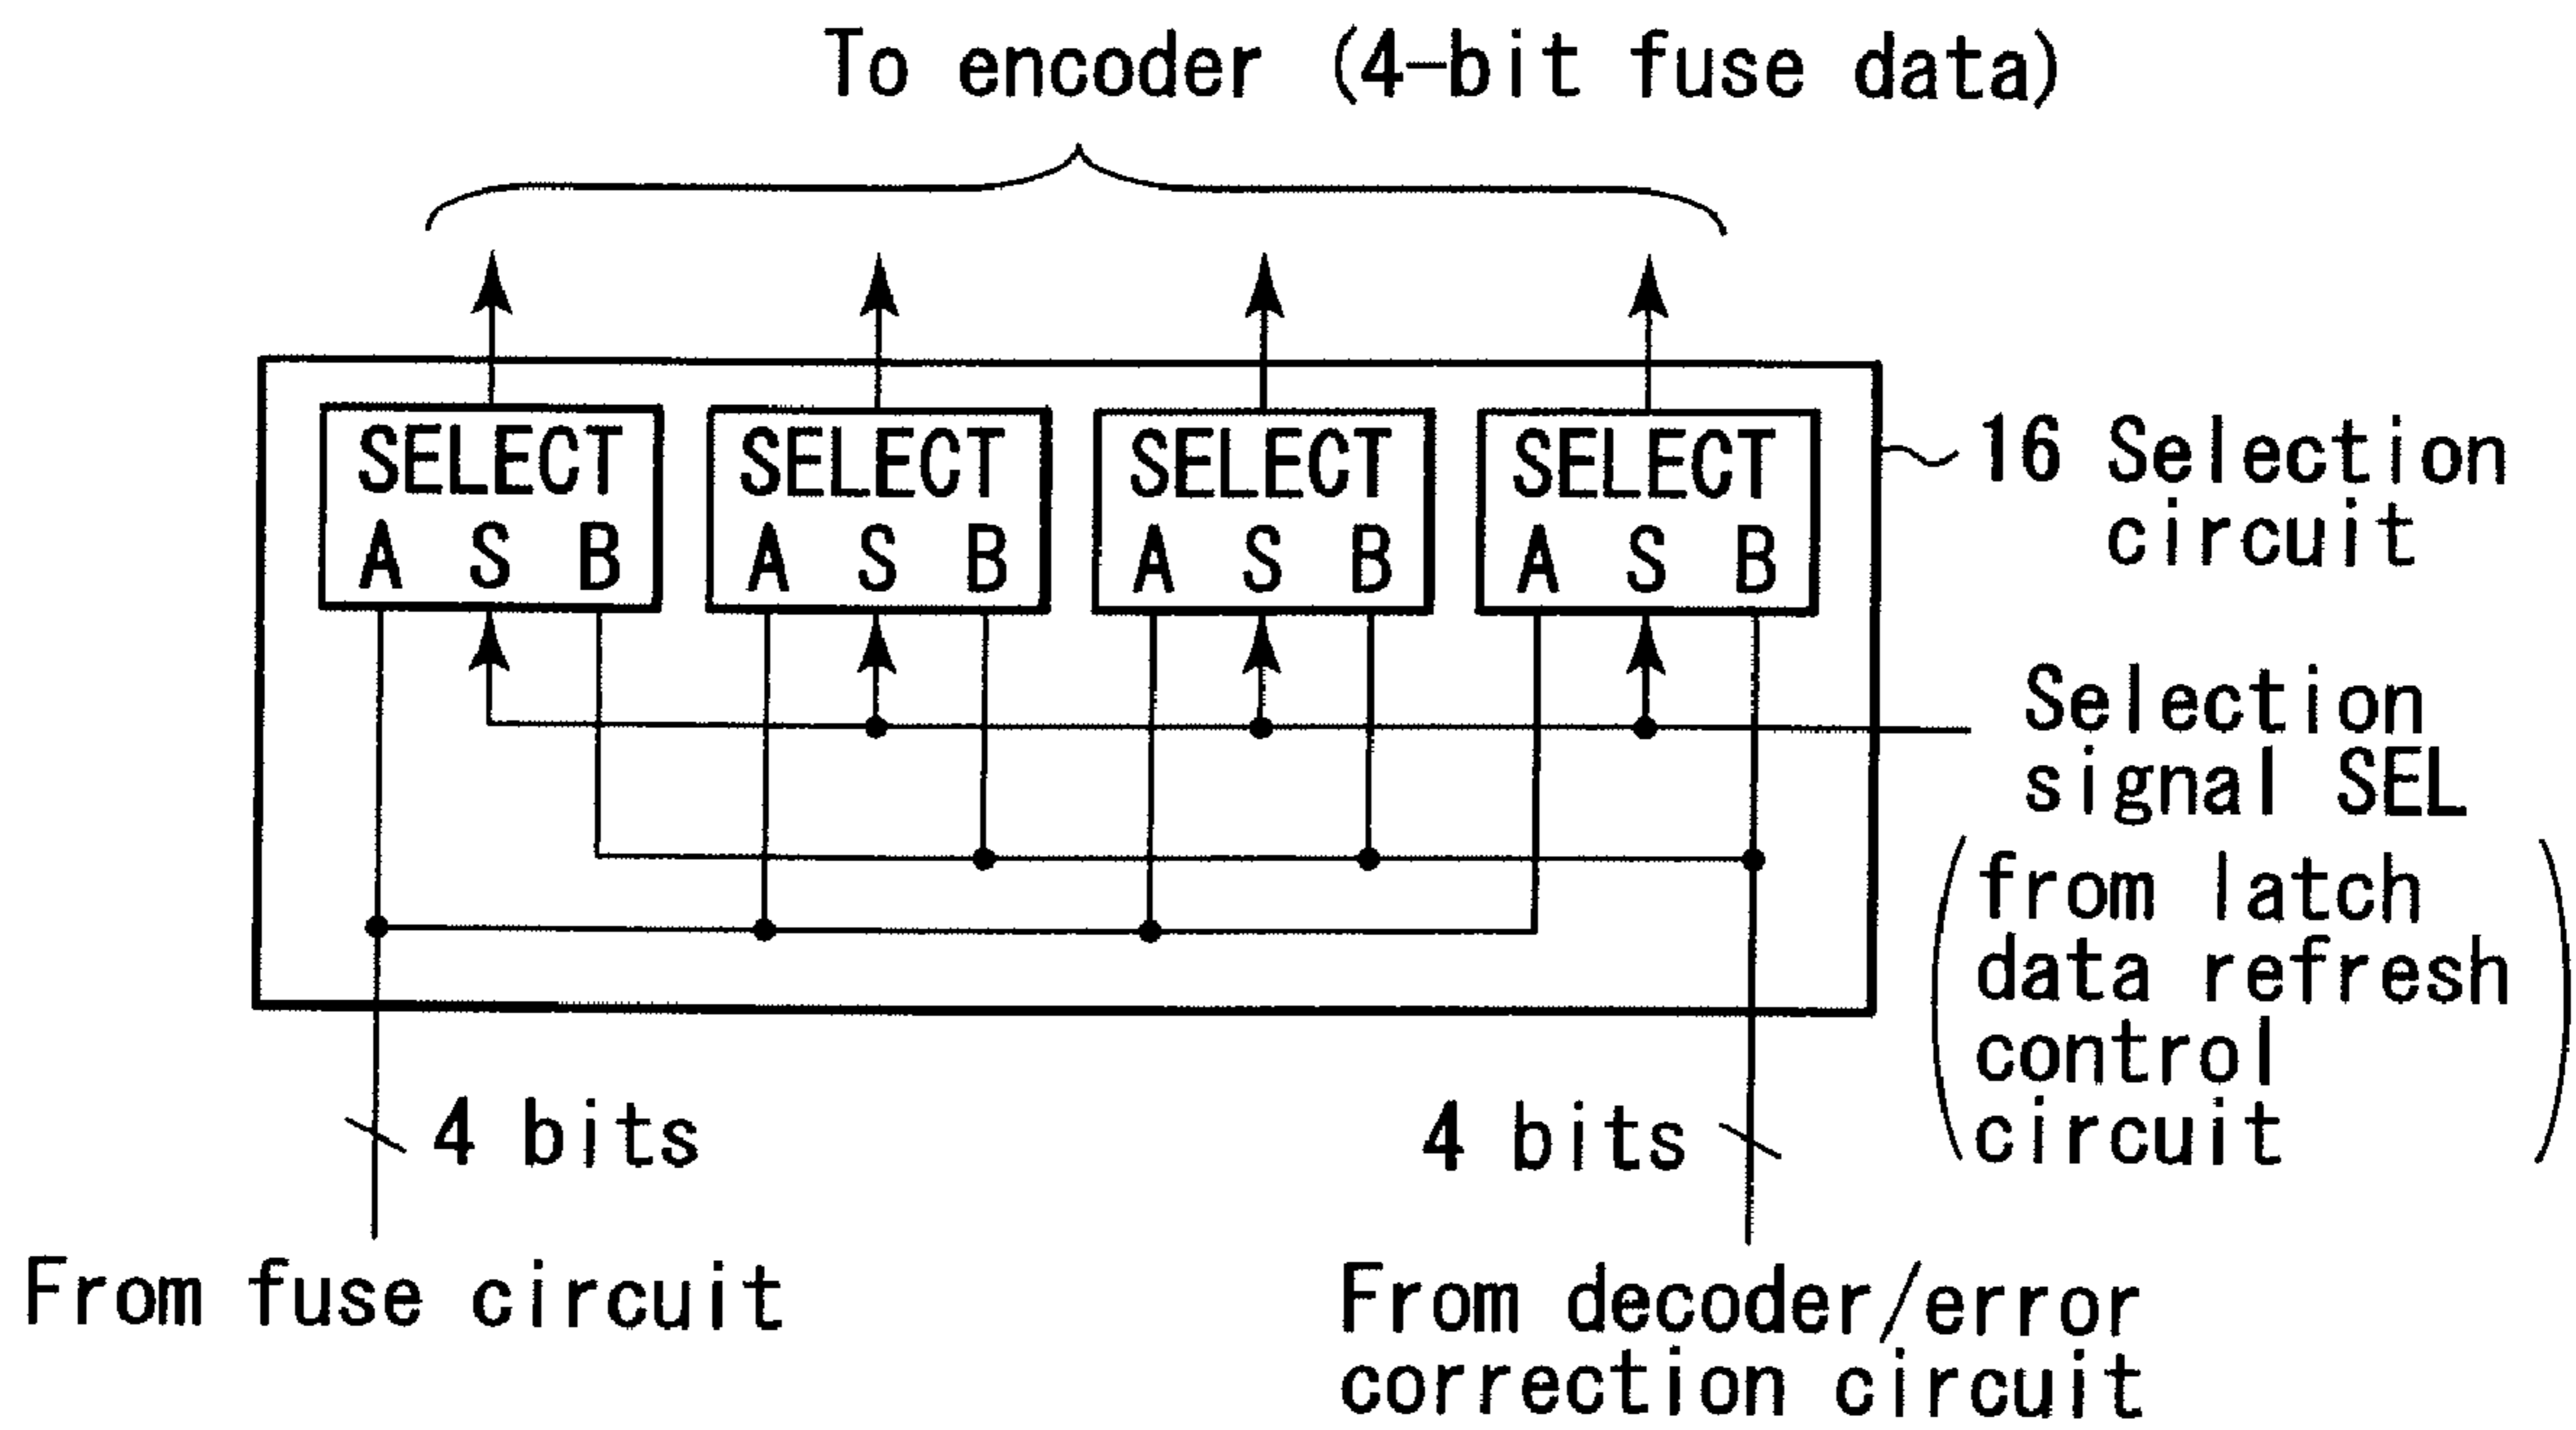 To encoder (4-bit fuse data)
SELECT SELECT SELECT SELECT
A S B A S B A S B A S B
16 Selection
circuit
Selection
signal SEL
(from latch
data refresh
control
circuit)
4 bits
4 bits
From fuse circuit
From decoder/error
correction circuit